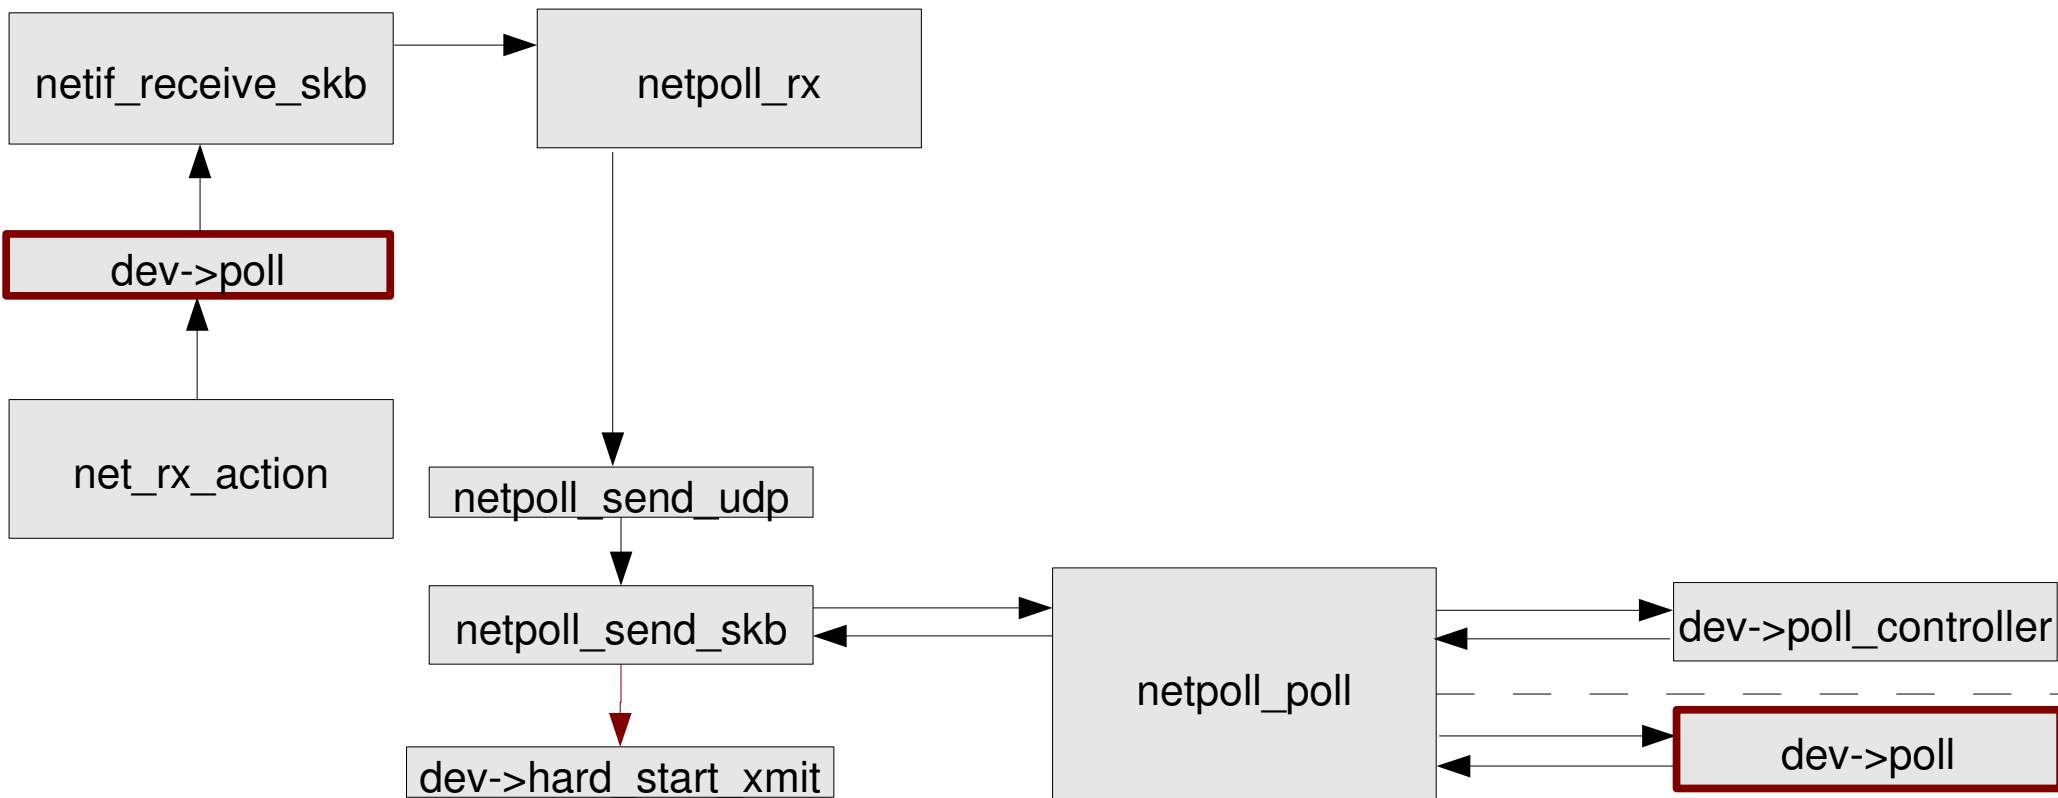 netif_receive_skb
netpoll_rx
dev->poll
net_rx_action
netpoll_send_udp
netpoll_send_skb
dev->poll_controller
netpoll_poll
dev->poll
dev->hard_start_xmit